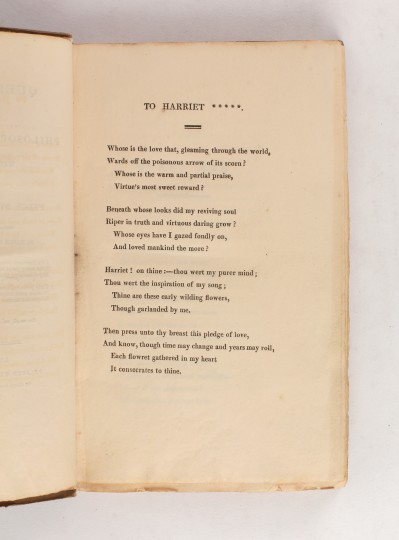 TO HARRIET *****.
Whose is the love that, gleaming through the world,
Wards off the poisonous arrow of its scorn?
Whose is the warm and partial praise,
Virtue's most sweet reward?
Beneath whose looks did my reviving soul
Riper in truth and virtuous daring grow?
Whose eyes have I gazed fondly on,
And loved mankind the more?
Harriet! on thine:—thou wert my purer mind;
Thou wert the inspiration of my song;
Thine are these early wilding flowers,
Though garlanded by me.
Then press unto thy breast this pledge of love,
And know, though time may change and years may roll,
Each flowret gathered in my heart
It consecrates to thine.